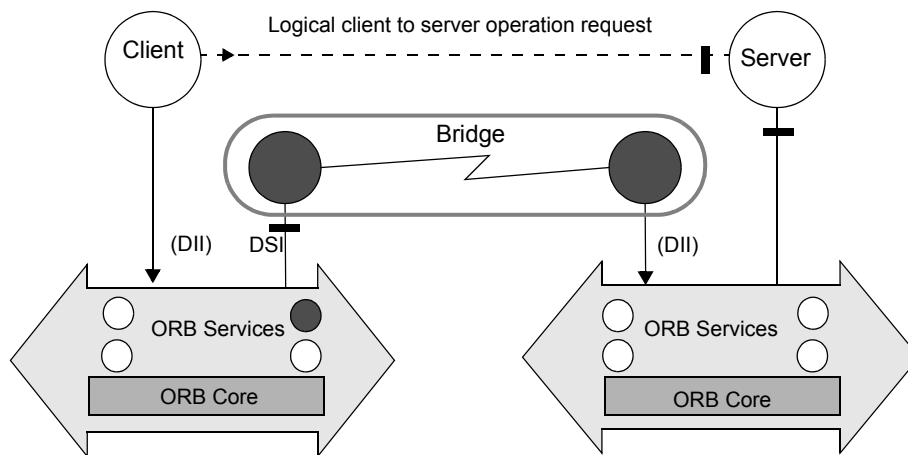 Logical client to server operation request
Client
Server
Bridge
(DII)
DSI
(DII)
ORB Services
ORB Services
ORB Core
ORB Core